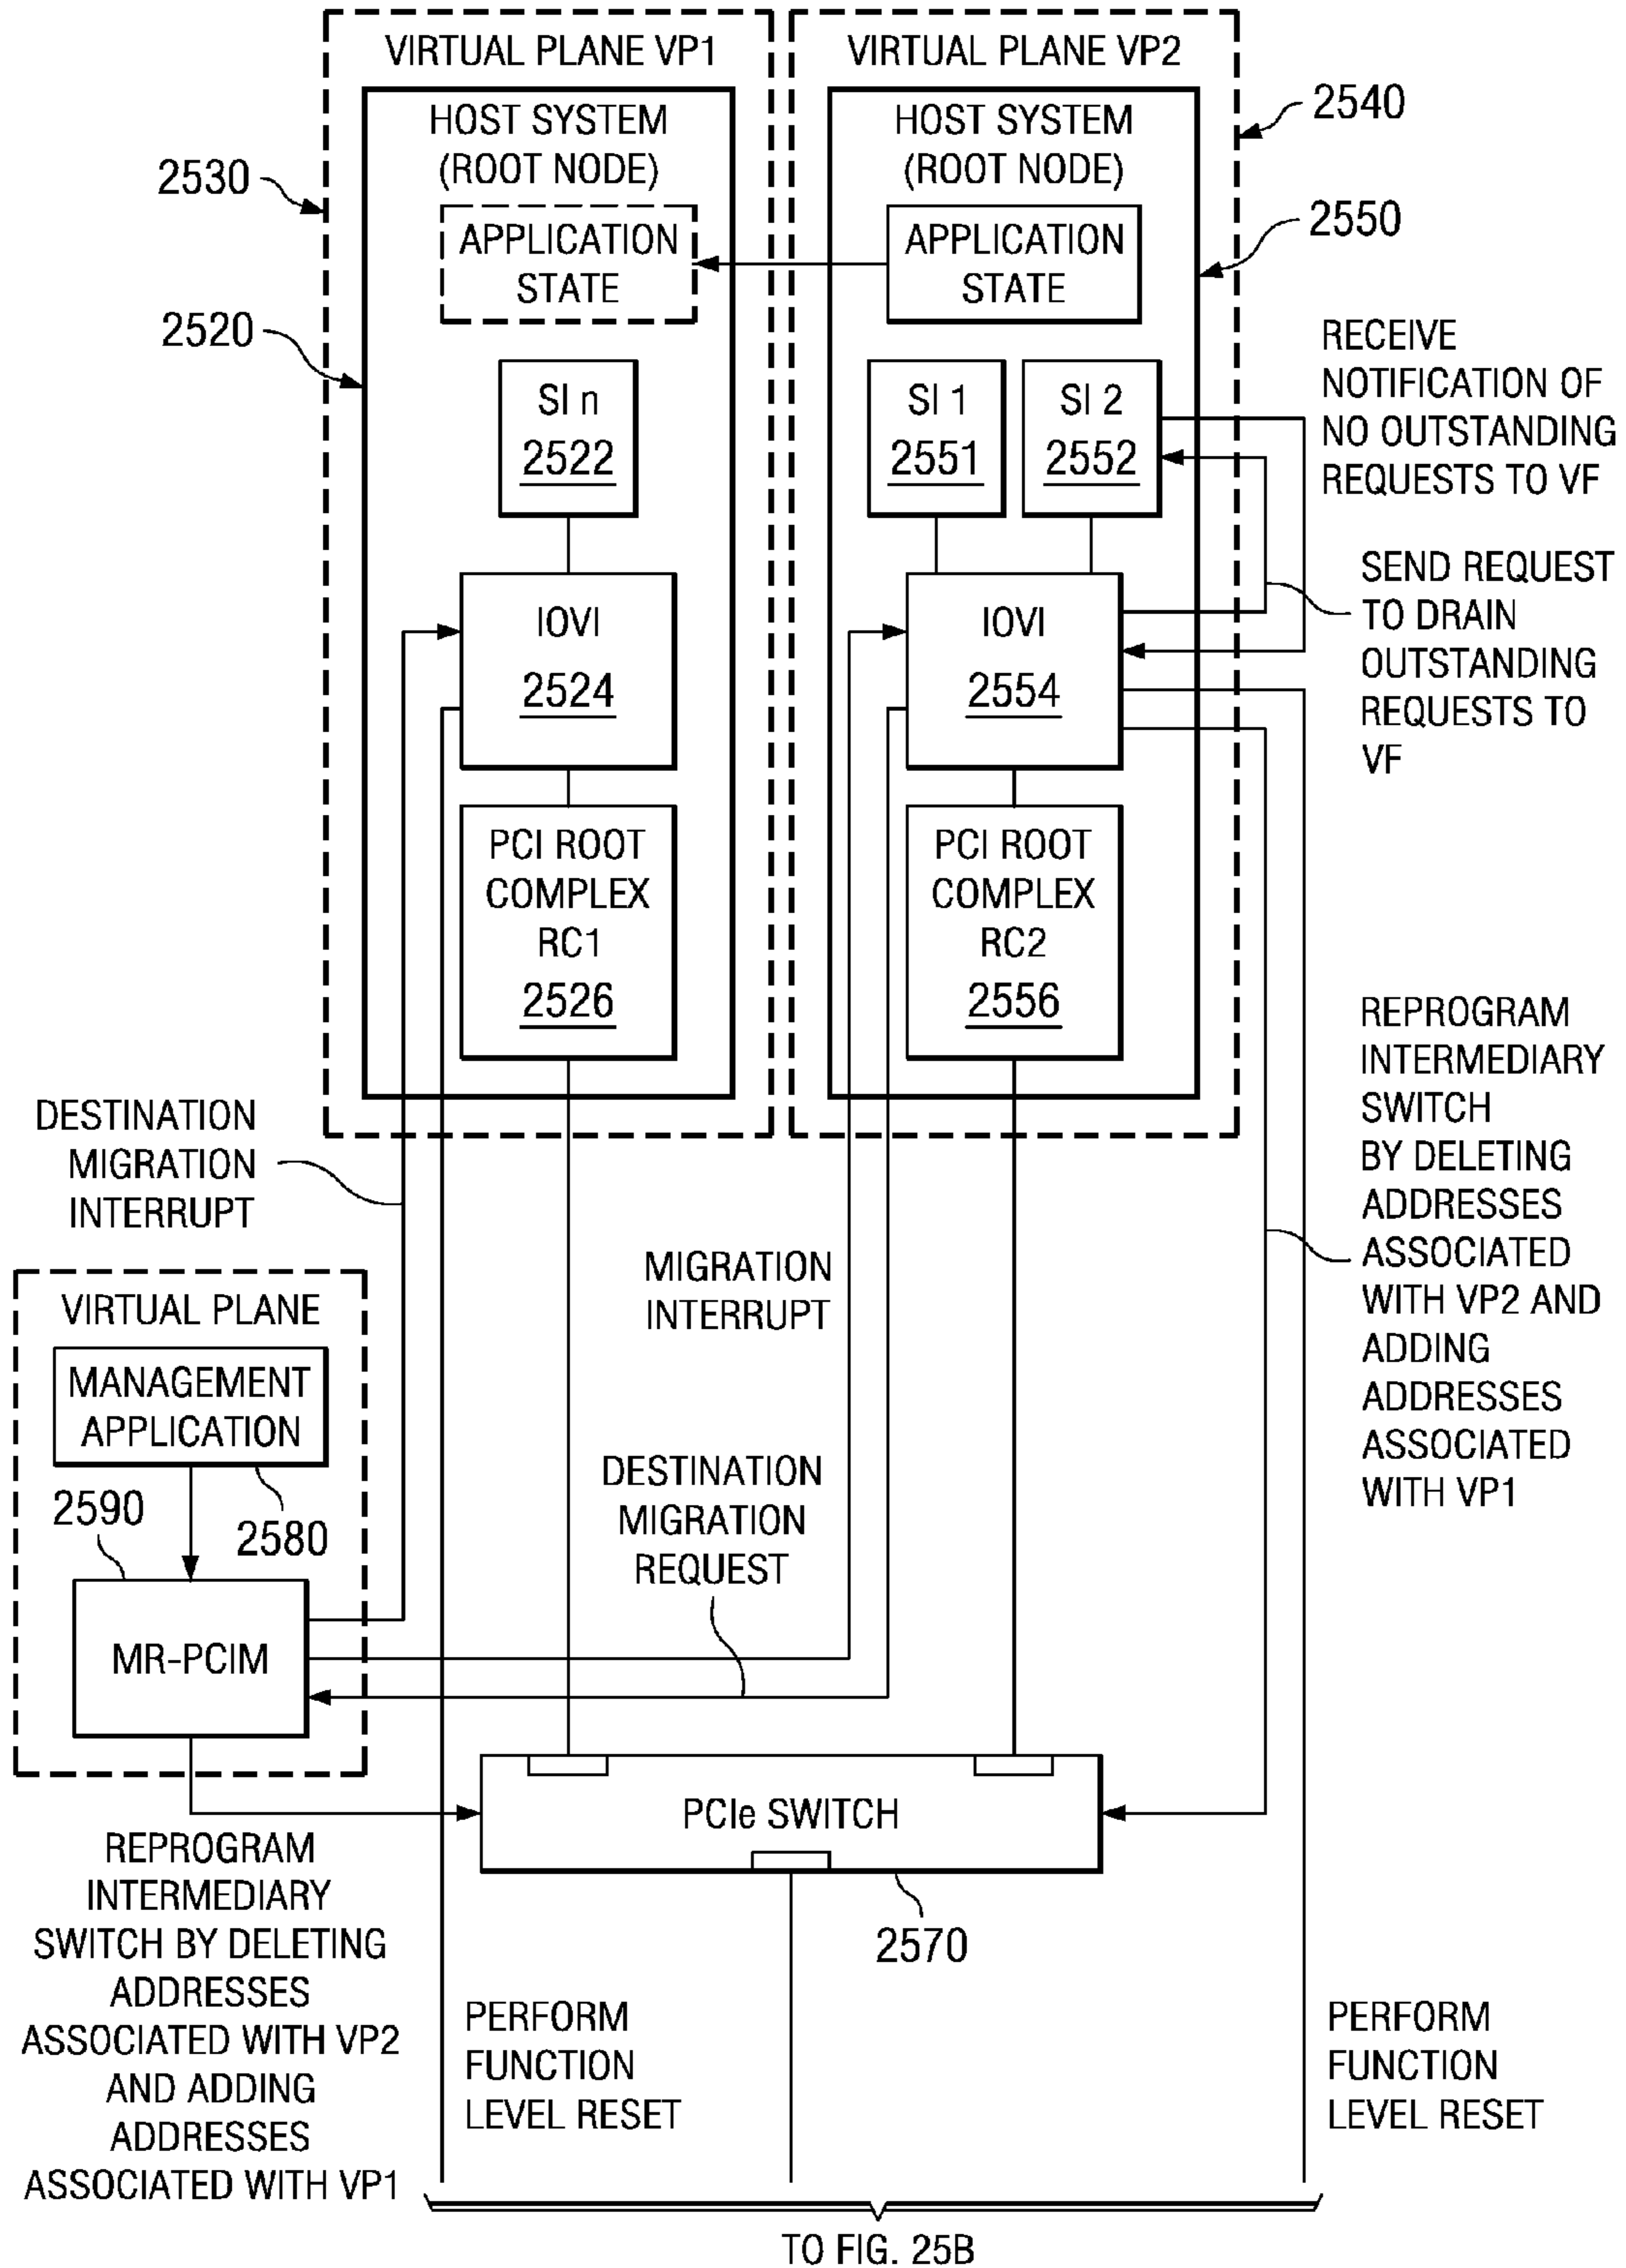 VIRTUAL PLANE VP1
HOST SYSTEM
(ROOT NODE)
APPLICATION
STATE
SI n
2522
IOVI
2524
PCI ROOT
COMPLEX
RC1
2526
2530
2520
VIRTUAL PLANE VP2
HOST SYSTEM
(ROOT NODE)
APPLICATION
STATE
SI 1
2551
SI 2
2552
IOVI
2554
PCI ROOT
COMPLEX
RC2
2556
2540
2550
RECEIVE
NOTIFICATION OF
NO OUTSTANDING
REQUESTS TO VF
SEND REQUEST
TO DRAIN
OUTSTANDING
REQUESTS TO
VF
REPROGRAM
INTERMEDIARY
SWITCH
BY DELETING
ADDRESSES
ASSOCIATED
WITH VP2 AND
ADDING
ADDRESSES
ASSOCIATED
WITH VP1
DESTINATION
MIGRATION
INTERRUPT
MIGRATION
INTERRUPT
VIRTUAL PLANE
MANAGEMENT
APPLICATION
2590
2580
MR-PCIM
DESTINATION
MIGRATION
REQUEST
PCIe SWITCH
2570
REPROGRAM
INTERMEDIARY
SWITCH BY DELETING
ADDRESSES
ASSOCIATED WITH VP2
AND ADDING
ADDRESSES
ASSOCIATED WITH VP1
PERFORM
FUNCTION
LEVEL RESET
PERFORM
FUNCTION
LEVEL RESET
TO FIG. 25B